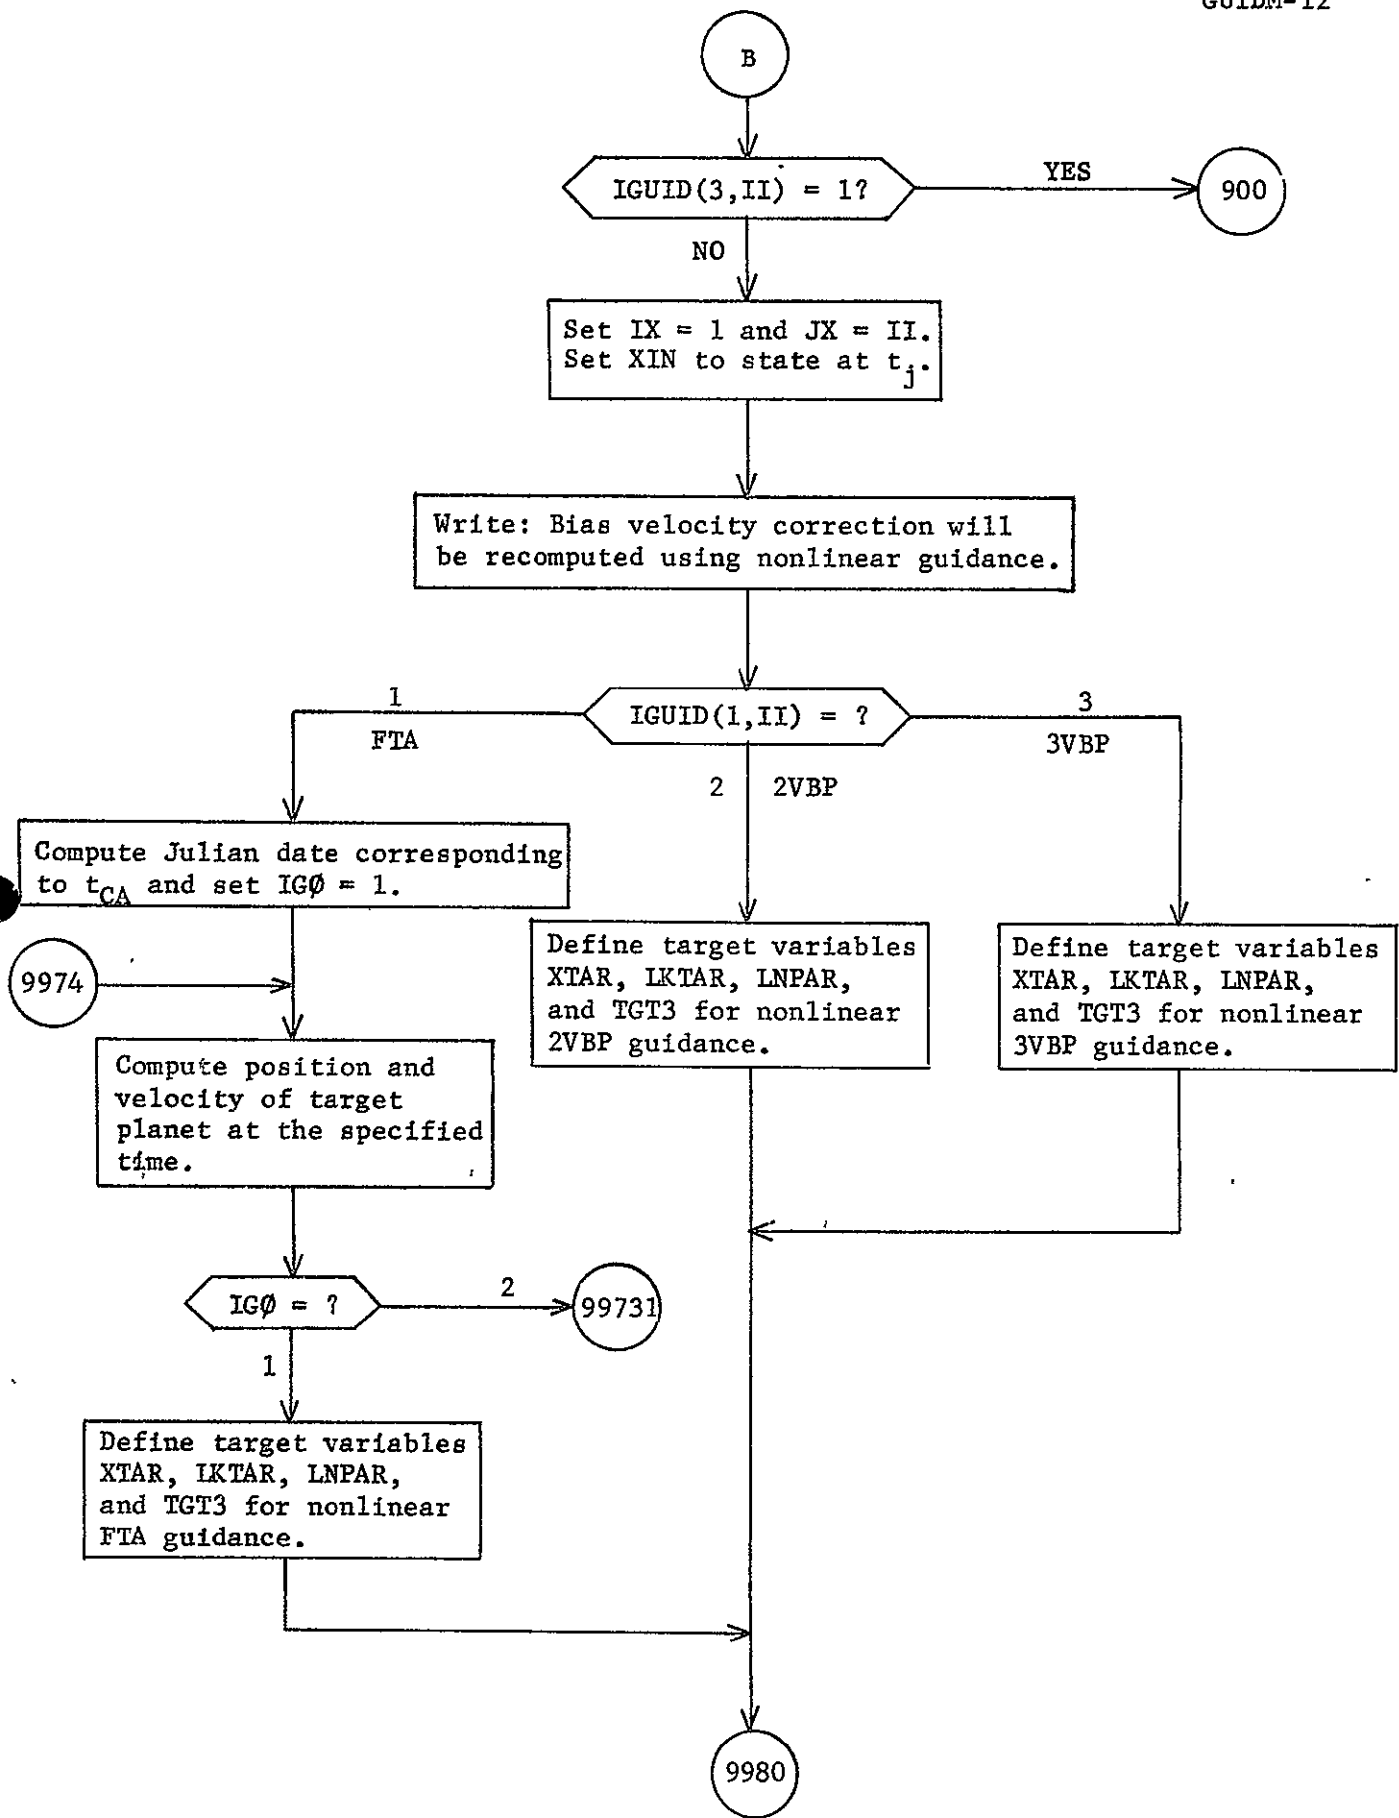 GUIDM-12
B
IGUID(3,II) = 1?
YES
900
NO
Set IX = 1 and JX = II.
Set XIN to state at tj.
Write: Bias velocity correction will
be recomputed using nonlinear guidance.
1
FTA
IGUID(1,II) = ?
3
3VBP
2
2VBP
Compute Julian date corresponding
to tCA and set IGØ = 1.
Define target variables
XTAR, LKTAR, LNPAR,
and TGT3 for nonlinear
2VBP guidance.
Define target variables
XTAR, LKTAR, LNPAR,
and TGT3 for nonlinear
3VBP guidance.
9974
Compute position and
velocity of target
planet at the specified
time.
IGØ = ?
2
99731
1
Define target variables
XTAR, LKTAR, LNPAR,
and TGT3 for nonlinear
FTA guidance.
9980